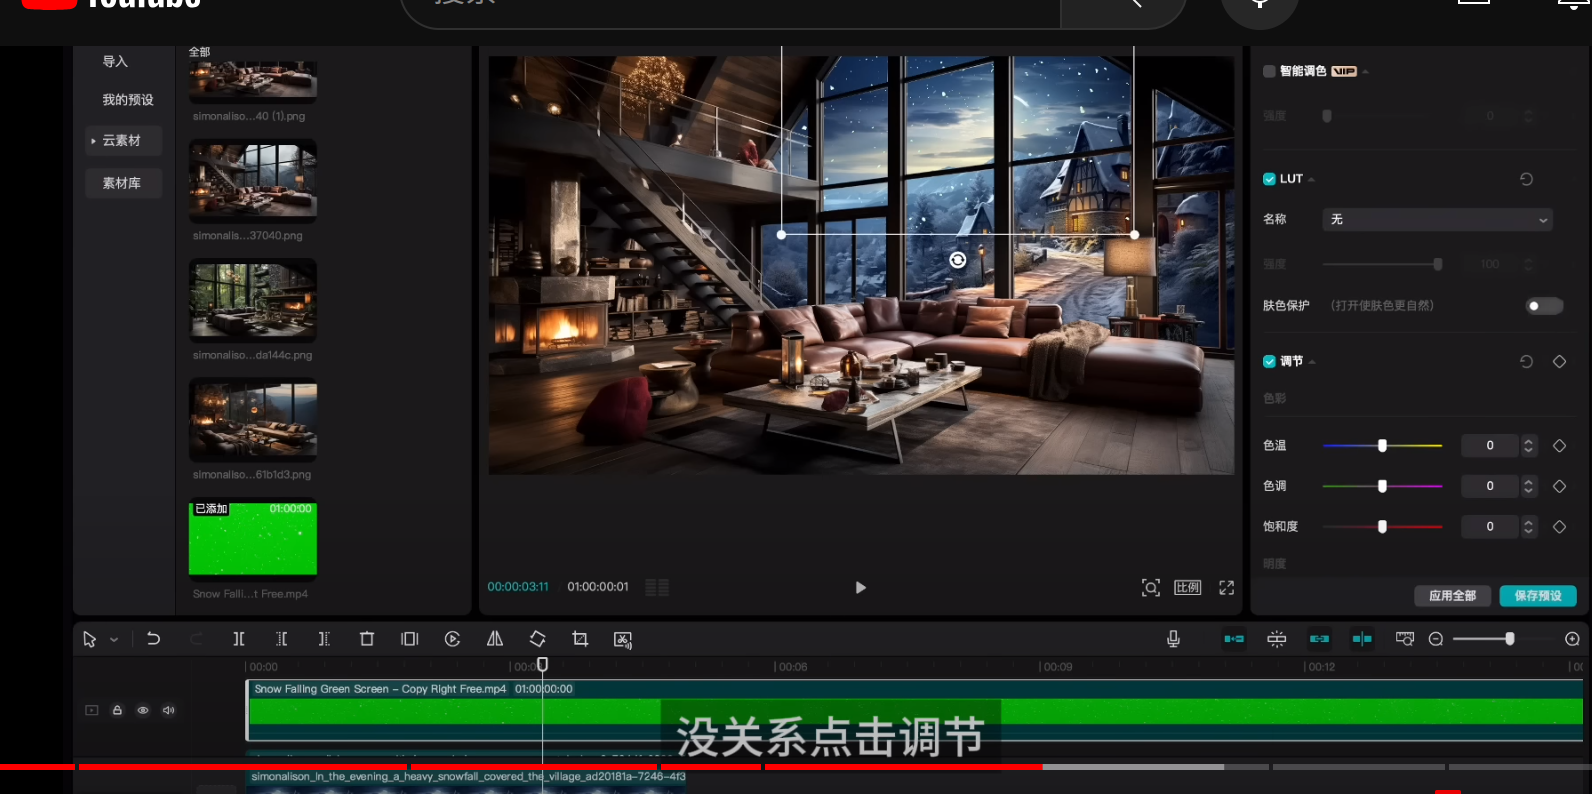 YouTube
搜索
导入
我的预设
云素材
素材库
全部
simonaliso...40 (1).png
simonalis...37040.png
simonaliso...da144c.png
simonaliso...61b1d3.png
已添加
01:00:00
Snow Falli...t Free.mp4
00:00:03:11
01:00:00:01
比例
智能调色 VIP
强度
0
LUT
名称
无
强度
100
肤色保护
(打开使肤色更自然)
调节
色彩
色温
0
色调
0
饱和度
0
明度
应用全部
保存预设
00:00
00:06
00:09
00:12
Snow Falling Green Screen – Copy Right Free.mp4 01:00:00:00
没关系点击调节
simonalison_In_the_evening_a_heavy_snowfall_covered_the_village_ad20181a-7246-4f3